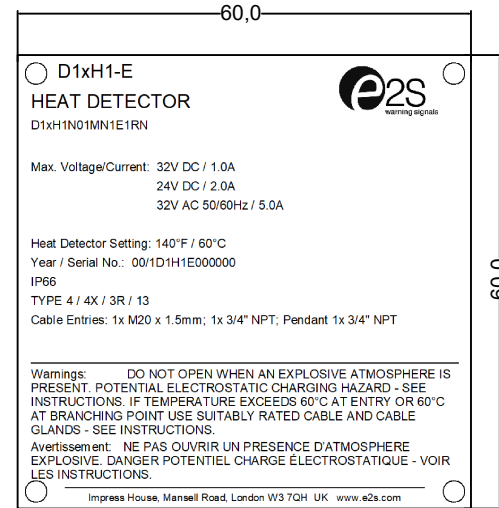 60,0
D1xH1-E
HEAT DETECTOR
D1xH1N01MN1E1RN
e2S
warning signals
Max. Voltage/Current: 32V DC / 1.0A
24V DC / 2.0A
32V AC 50/60Hz / 5.0A
Heat Detector Setting: 140°F / 60°C
Year / Serial No.: 00/1D1H1E000000
IP66
TYPE 4 / 4X / 3R / 13
Cable Entries: 1x M20 x 1.5mm; 1x 3/4" NPT; Pendant 1x 3/4" NPT
60,0
Warnings: DO NOT OPEN WHEN AN EXPLOSIVE ATMOSPHERE IS
PRESENT. POTENTIAL ELECTROSTATIC CHARGING HAZARD - SEE
INSTRUCTIONS. IF TEMPERATURE EXCEEDS 60°C AT ENTRY OR 60°C
AT BRANCHING POINT USE SUITABLY RATED CABLE AND CABLE
GLANDS - SEE INSTRUCTIONS.
Avertissement: NE PAS OUVRIR UN PRESENCE D'ATMOSPHERE
EXPLOSIVE. DANGER POTENTIEL CHARGE ÉLECTROSTATIQUE - VOIR
LES INSTRUCTIONS.
Impress House, Mansell Road, London W3 7QH UK www.e2s.com